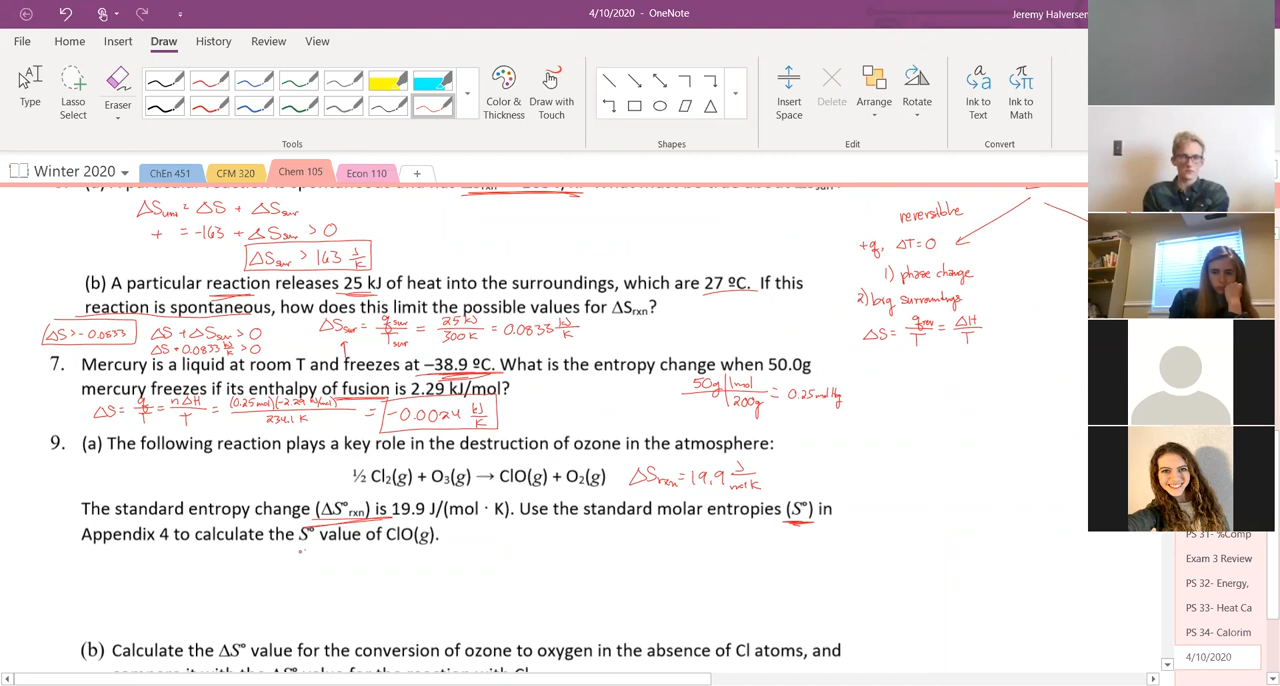 4/10/2020 - OneNote
Jeremy Halversen
File Home Insert Draw History Review View
Type
Lasso Select
Eraser
Color & Thickness
Draw with Touch
Insert Space
Delete
Arrange
Rotate
Ink to Text
Ink to Math
Tools
Shapes
Edit
Convert
Winter 2020
ChEn 451
CFM 320
Chem 105
Econ 110
ΔSuni = ΔS + ΔSsur
+ = -163 + ΔSsur > 0
ΔSsur > 163 J/K
(b) A particular reaction releases 25 kJ of heat into the surroundings, which are 27 ºC. If this
reaction is spontaneous, how does this limit the possible values for ΔSrxn?
ΔS > -0.0833
ΔS + ΔSsur > 0
ΔS + 0.0833 kJ/K > 0
ΔSsur = qsur/Tsur = 25 kJ/300 K = 0.0833 kJ/K
reversible
+q, ΔT=0
1) phase change
2) big surroundings
ΔS = qrev/T = ΔH/T
7. Mercury is a liquid at room T and freezes at –38.9 ºC. What is the entropy change when 50.0g
mercury freezes if its enthalpy of fusion is 2.29 kJ/mol?
50g | 1mol / 200g = 0.25 mol Hg
ΔS = q/T = nΔH/T = (0.25 mol)(-2.29 kJ/mol)/234.1 K = -0.0024 kJ/K
9. (a) The following reaction plays a key role in the destruction of ozone in the atmosphere:
½ Cl₂(g) + O₃(g) → ClO(g) + O₂(g)
ΔSrxn = 19.9 J/mol K
The standard entropy change (ΔS°rxn) is 19.9 J/(mol · K). Use the standard molar entropies (S°) in
Appendix 4 to calculate the S° value of ClO(g).
(b) Calculate the ΔS° value for the conversion of ozone to oxygen in the absence of Cl atoms, and
PS 31- %Comp
Exam 3 Review
PS 32- Energy,
PS 33- Heat Ca
PS 34- Calorim
4/10/2020